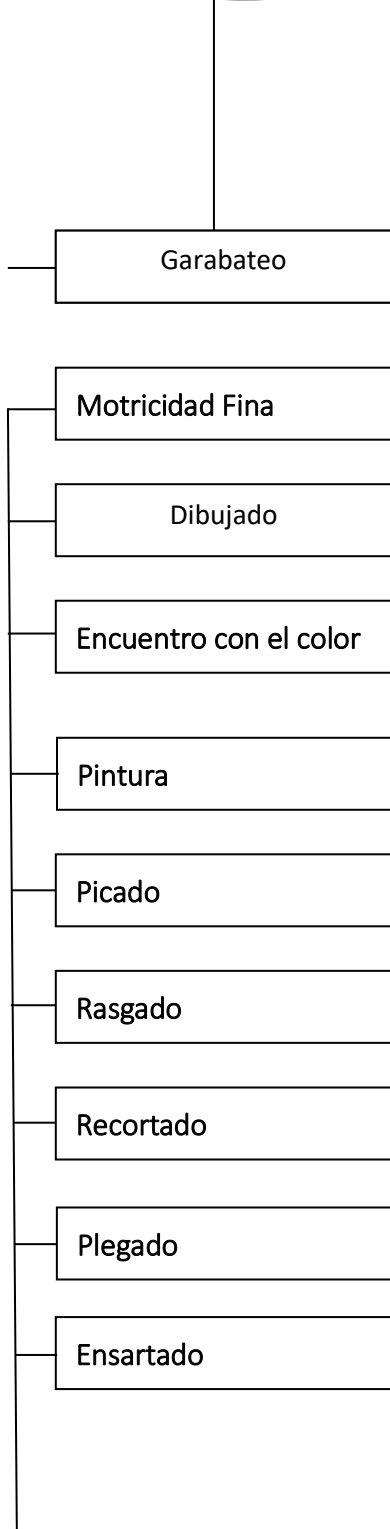 Garabateo
Motricidad Fina
Dibujado
Encuentro con el color
Pintura
Picado
Rasgado
Recortado
Plegado
Ensartado